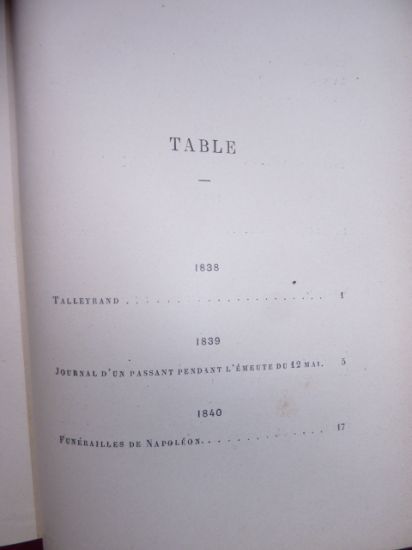 TABLE
—
1838
TALLEYRAND . . . . . . . . . . . . . . . . . . . . . 1
1839
JOURNAL D'UN PASSANT PENDANT L'ÉMEUTE DU 12 MAI. 5
1840
FUNÉRAILLES DE NAPOLÉON. . . . . . . . . . . . . 17